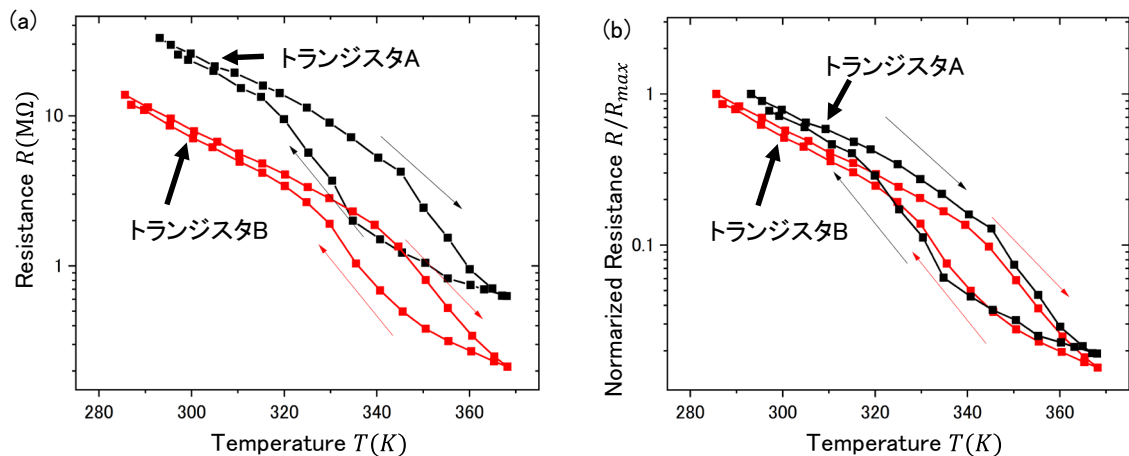 (a)
トランジスタA
トランジスタB
10
1
Resistance R(MΩ)
280
300
320
340
360
Temperature T(K)
(b)
トランジスタA
トランジスタB
1
0.1
Normarized Resistance R/Rmax
280
300
320
340
360
Temperature T(K)